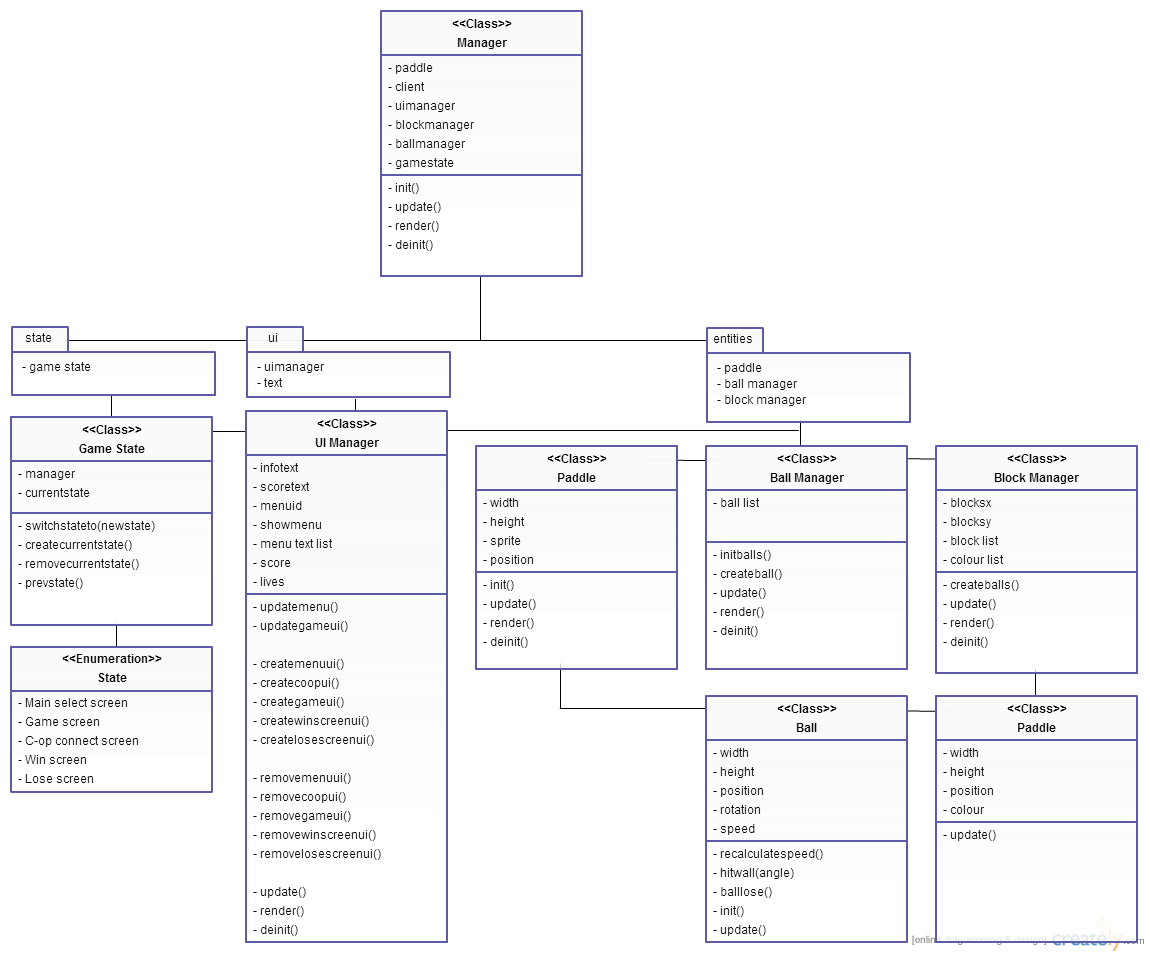 <<Class>>
Manager
- paddle
- client
- uimanager
- blockmanager
- ballmanager
- gamestate
- init()
- update()
- render()
- deinit()
state
- game state
ui
- uimanager
- text
entities
- paddle
- ball manager
- block manager
<<Class>>
Game State
- manager
- currentstate
- switchstateto(newstate)
- createcurrentstate()
- removecurrentstate()
- prevstate()
<<Enumeration>>
State
- Main select screen
- Game screen
- C-op connect screen
- Win screen
- Lose screen
<<Class>>
UI Manager
- infotext
- scoretext
- menuid
- showmenu
- menu text list
- score
- lives
- updatemenu()
- updategameui()
- createmenuui()
- createcoopui()
- creategameui()
- createwinscreenui()
- createlosescreenui()
- removemenuui()
- removecoopui()
- removegameui()
- removewinscreenui()
- removelosescreenui()
- update()
- render()
- deinit()
<<Class>>
Paddle
- width
- height
- sprite
- position
- init()
- update()
- render()
- deinit()
<<Class>>
Ball Manager
- ball list
- initballs()
- createball()
- update()
- render()
- deinit()
<<Class>>
Block Manager
- blocksx
- blocksy
- block list
- colour list
- createballs()
- update()
- render()
- deinit()
<<Class>>
Ball
- width
- height
- position
- rotation
- speed
- recalculatespeed()
- hitwall(angle)
- balllose()
- init()
- update()
<<Class>>
Paddle
- width
- height
- position
- colour
- update()
[online diagramming & design] creately.com